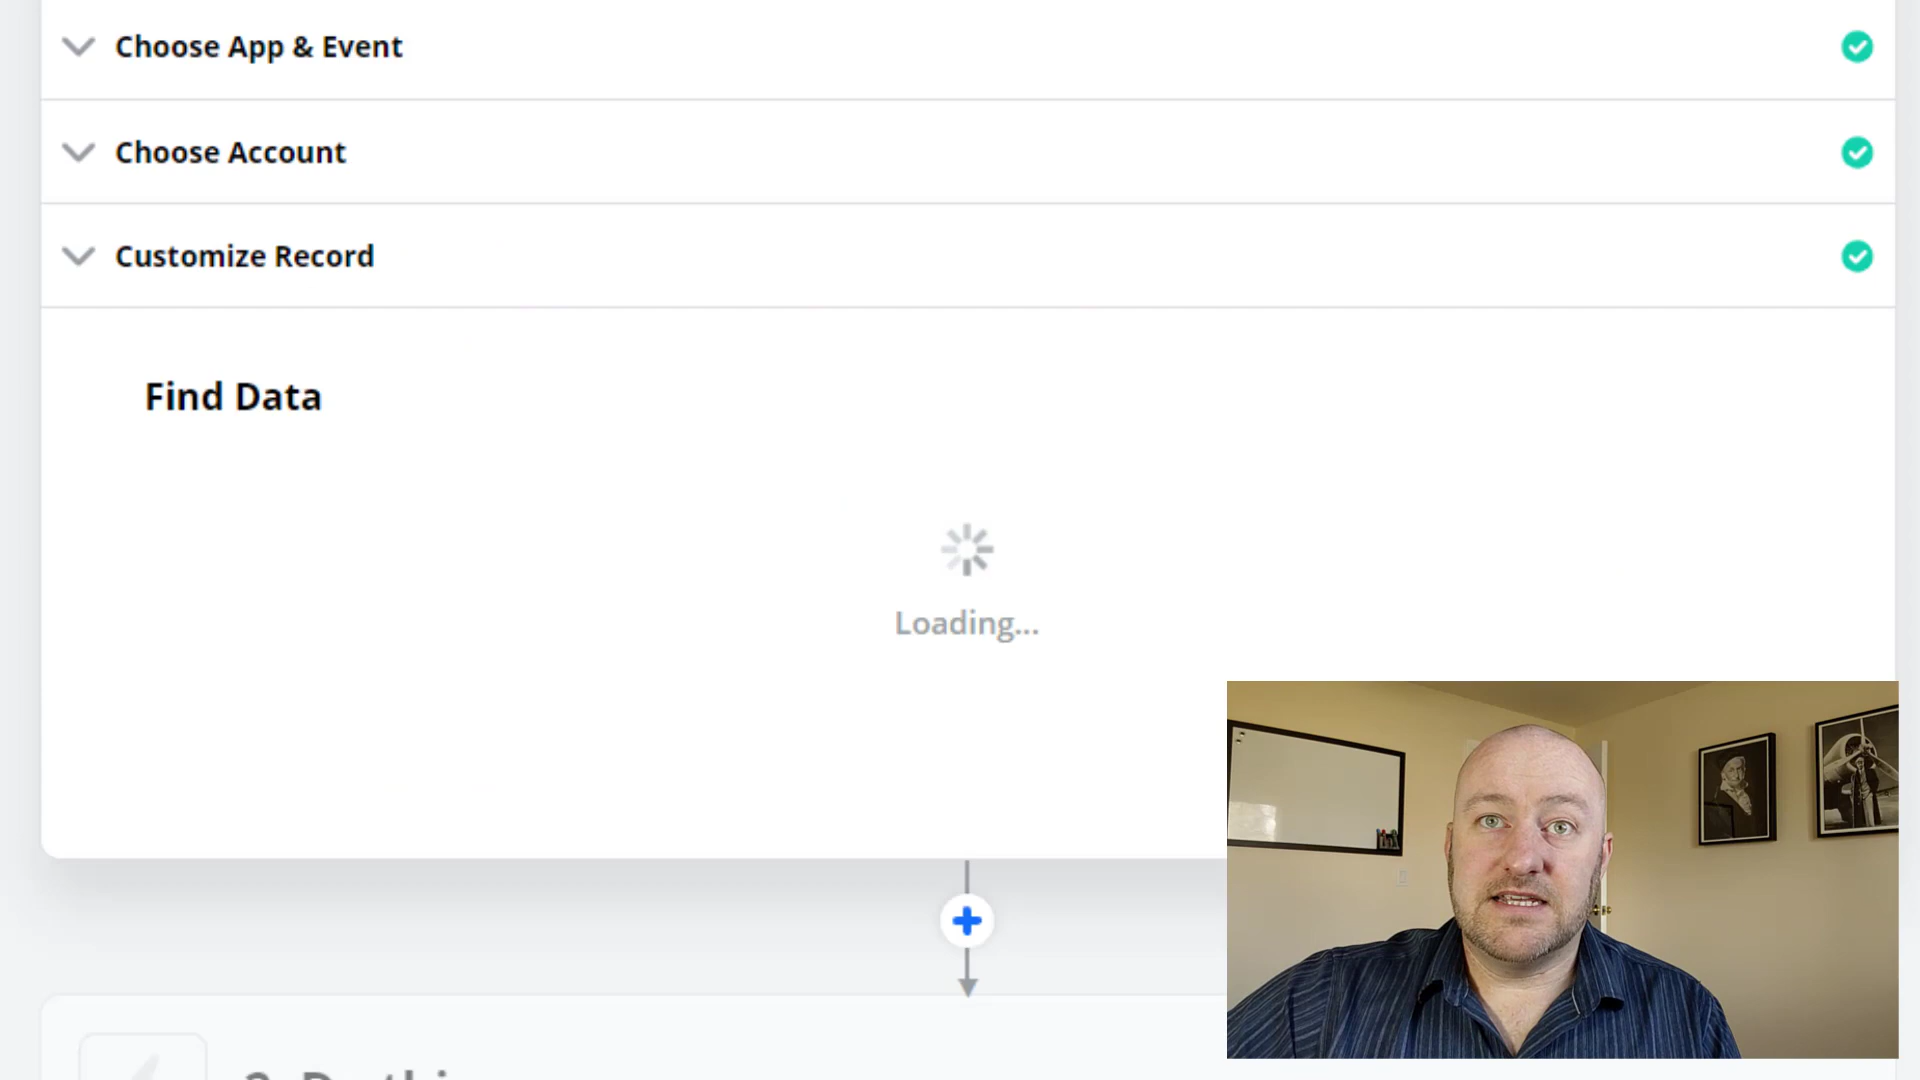 Choose App & Event
Choose Account
Customize Record
Find Data
Loading...